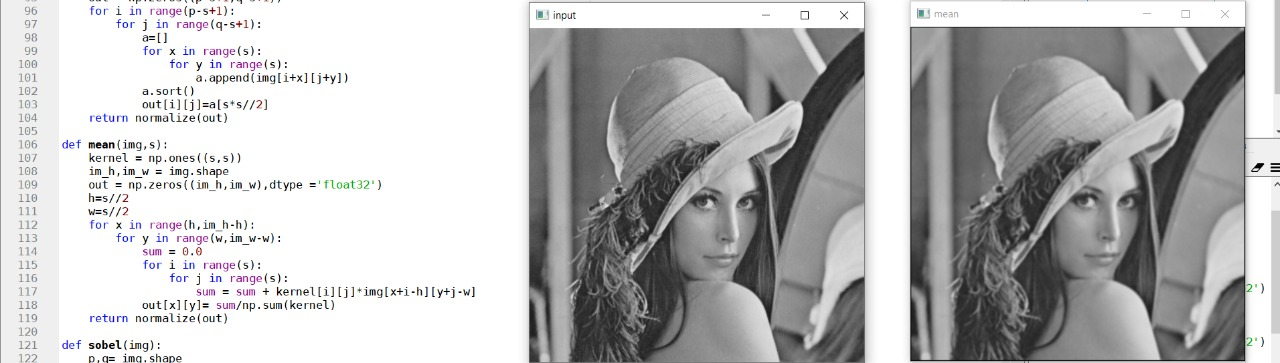 96 for i in range(p-s+1):
97 for j in range(q-s+1):
98 a=[]
99 for x in range(s):
100 for y in range(s):
101 a.append(img[i+x][j+y])
102 a.sort()
103 out[i][j]=a[s*s//2]
104 return normalize(out)
105
106 def mean(img,s):
107 kernel = np.ones((s,s))
108 im_h,im_w = img.shape
109 out = np.zeros((im_h,im_w),dtype ='float32')
110 h=s//2
111 w=s//2
112 for x in range(h,im_h-h):
113 for y in range(w,im_w-w):
114 sum = 0.0
115 for i in range(s):
116 for j in range(s):
117 sum = sum + kernel[i][j]*img[x+i-h][y+j-w]
118 out[x][y]= sum/np.sum(kernel)
119 return normalize(out)
120
121 def sobel(img):
122 p,q= img.shape
input
mean
2')
2')